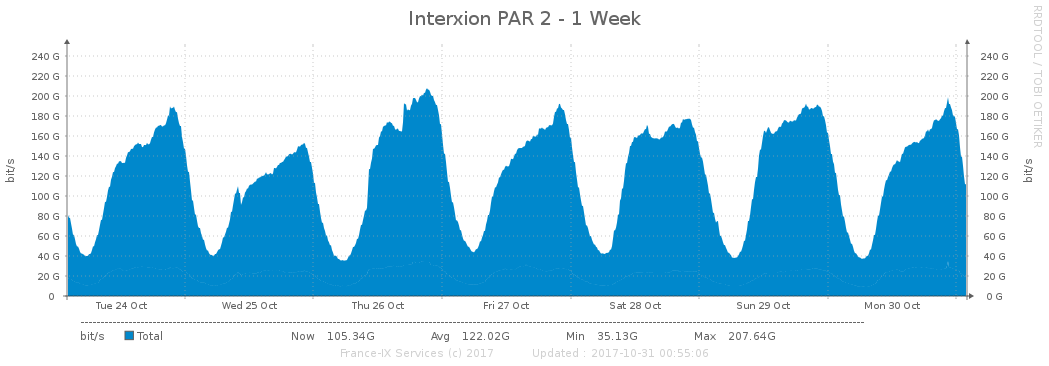 Interxion PAR 2 - 1 Week
RRDTOOL / TOBI OETIKER
bit/s
240 G
220 G
200 G
180 G
160 G
140 G
120 G
100 G
80 G
60 G
40 G
20 G
0
240 G
220 G
200 G
180 G
160 G
140 G
120 G
100 G
80 G
60 G
40 G
20 G
0 G
bit/s
Tue 24 Oct Wed 25 Oct Thu 26 Oct Fri 27 Oct Sat 28 Oct Sun 29 Oct Mon 30 Oct
bit/s Total Now 105.34G Avg 122.02G Min 35.13G Max 207.64G
France-IX Services (c) 2017 Updated : 2017-10-31 00:55:06